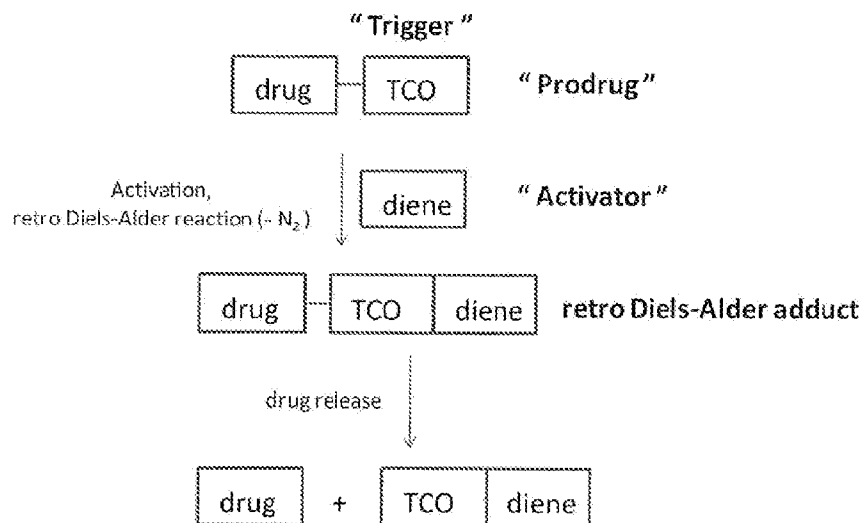 “ Trigger ”
drug TCO “ Prodrug ”
Activation,
retro Diels-Alder reaction (- N₂ )
diene “ Activator ”
drug TCO diene retro Diels-Alder adduct
drug release
drug + TCO diene